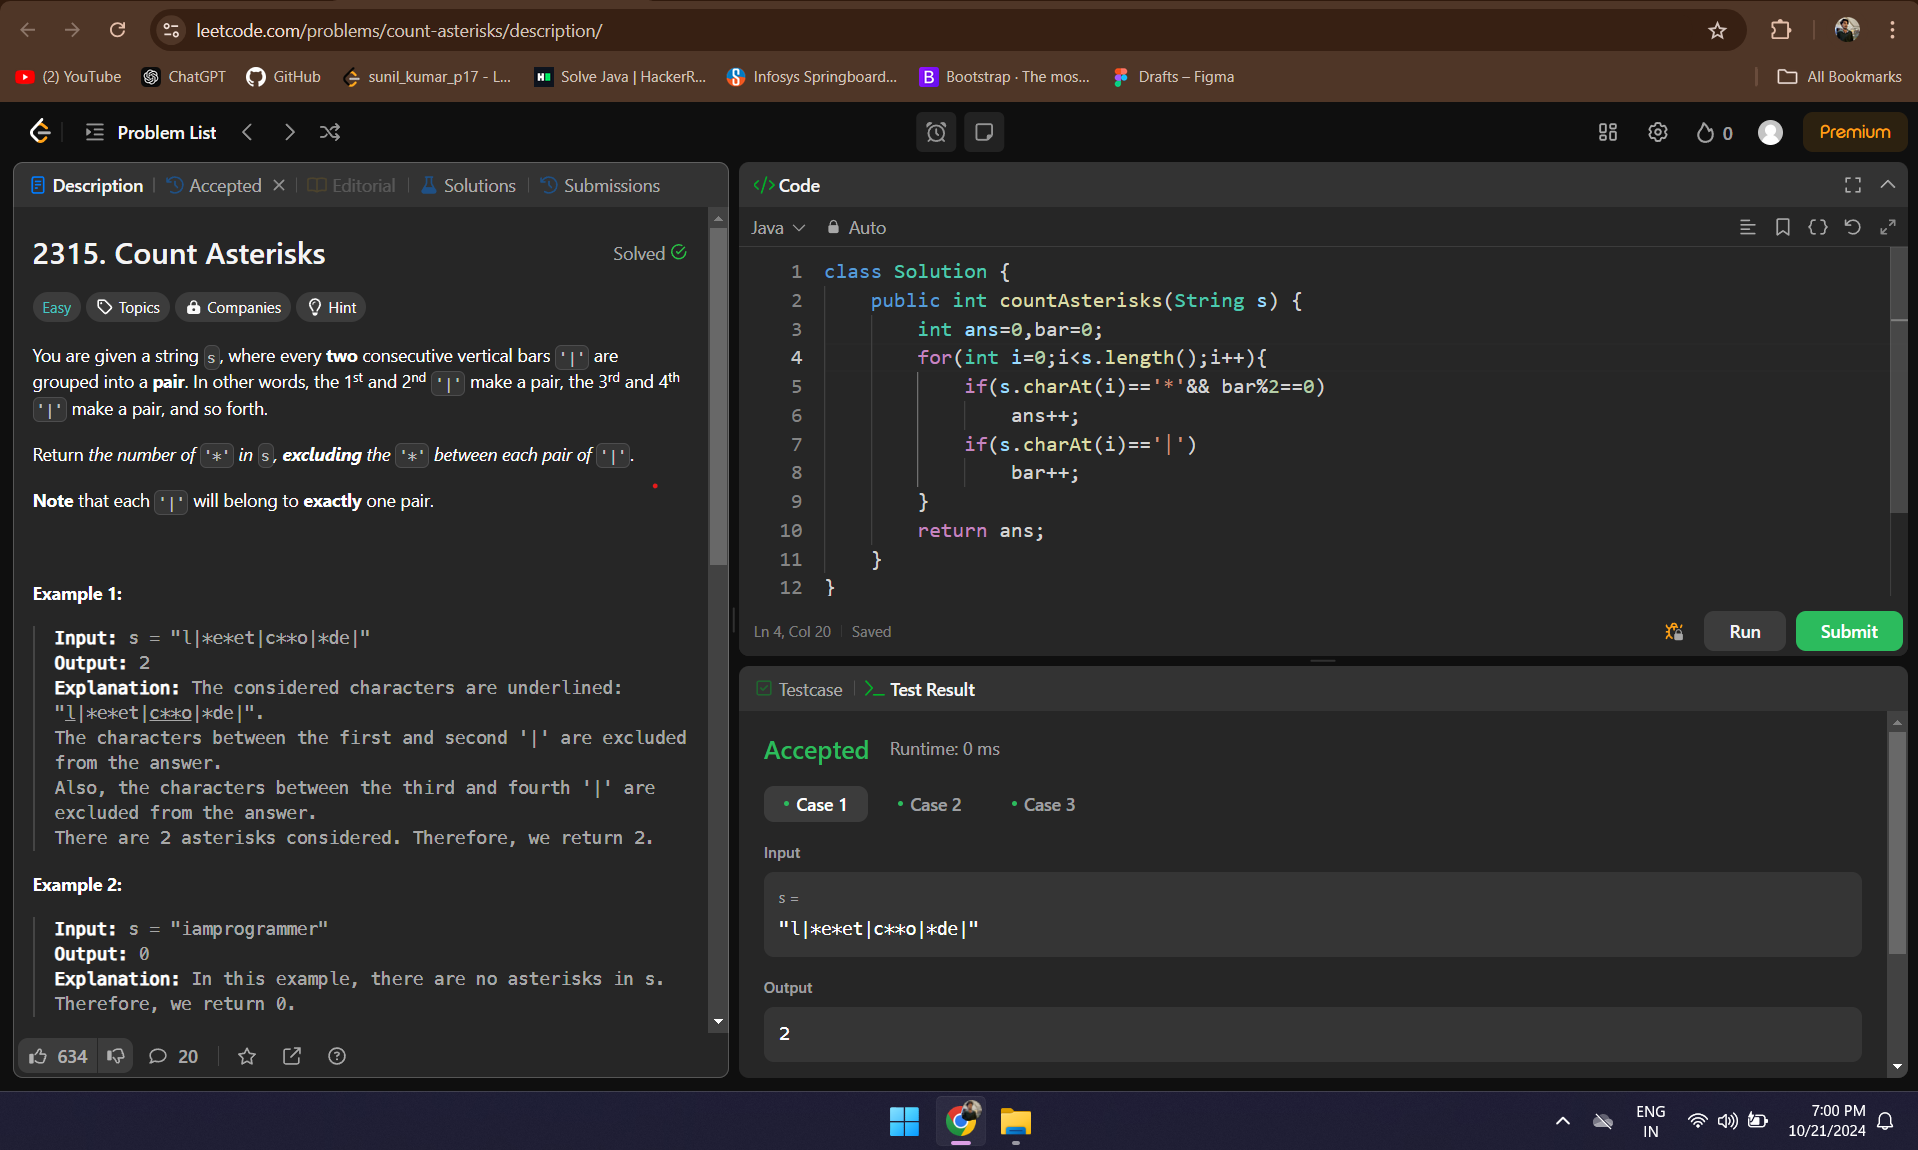 leetcode.com/problems/count-asterisks/description/
(2) YouTube ChatGPT GitHub sunil_kumar_p17 - L... Solve Java | HackerR... Infosys Springboard... Bootstrap · The mos... Drafts – Figma All Bookmarks
Problem List 0 Premium
Description Accepted Editorial Solutions Submissions
2315. Count Asterisks Solved
Easy Topics Companies Hint
You are given a string s, where every two consecutive vertical bars '|' are
grouped into a pair. In other words, the 1st and 2nd '|' make a pair, the 3rd and 4th
'|' make a pair, and so forth.
Return the number of '*' in s, excluding the '*' between each pair of '|'.
Note that each '|' will belong to exactly one pair.
Example 1:
Input: s = "l|*e*et|c**o|*de|"
Output: 2
Explanation: The considered characters are underlined:
"l|*e*et|c**o|*de|".
The characters between the first and second '|' are excluded
from the answer.
Also, the characters between the third and fourth '|' are
excluded from the answer.
There are 2 asterisks considered. Therefore, we return 2.
Example 2:
Input: s = "iamprogrammer"
Output: 0
Explanation: In this example, there are no asterisks in s.
Therefore, we return 0.
634 20
Code
Java Auto
1 class Solution {
2 public int countAsterisks(String s) {
3 int ans=0,bar=0;
4 for(int i=0;i<s.length();i++){
5 if(s.charAt(i)=='*'&& bar%2==0)
6 ans++;
7 if(s.charAt(i)=='|')
8 bar++;
9 }
10 return ans;
11 }
12 }
Ln 4, Col 20 Saved Run Submit
Testcase Test Result
Accepted Runtime: 0 ms
Case 1 Case 2 Case 3
Input
s =
"l|*e*et|c**o|*de|"
Output
2
ENG
IN
7:00 PM
10/21/2024